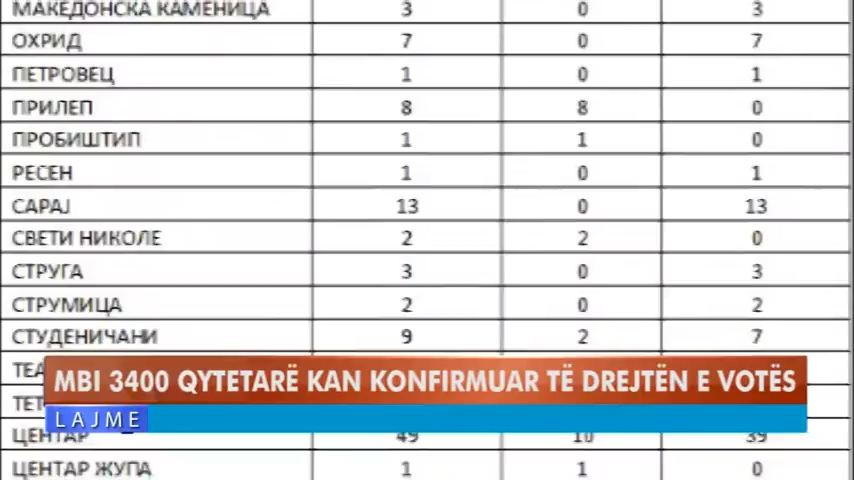 МАКЕДОНСКА КАМЕНИЦА 3 0 3
ОХРИД 7 0 7
ПЕТРОВЕЦ 1 0 1
ПРИЛЕП 8 8 0
ПРОБИШТИП 1 1 0
РЕСЕН 1 0 1
САРАЈ 13 0 13
СВЕТИ НИКОЛЕ 2 2 0
СТРУГА 3 0 3
СТРУМИЦА 2 0 2
СТУДЕНИЧАНИ 9 2 7
MBI 3400 QYTETARË KAN KONFIRMUAR TË DREJTËN E VOTËS
LAJME
ЦЕНТАР 49 10 39
ЦЕНТАР ЖУПА 1 1 0